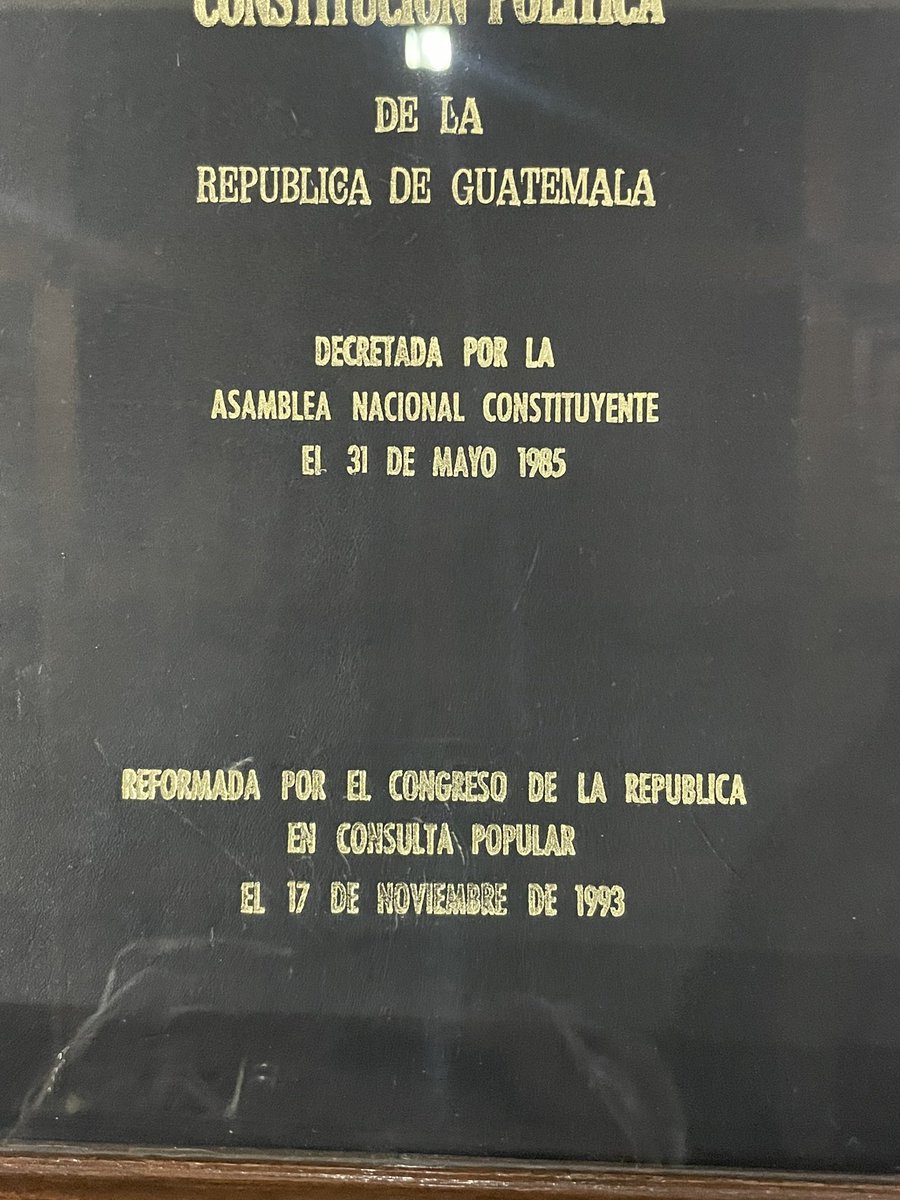 CONSTITUCION POLITICA
DE LA
REPUBLICA DE GUATEMALA
DECRETADA POR LA
ASAMBLEA NACIONAL CONSTITUYENTE
EL 31 DE MAYO 1985
REFORMADA POR EL CONGRESO DE LA REPUBLICA
EN CONSULTA POPULAR
EL 17 DE NOVIEMBRE DE 1993